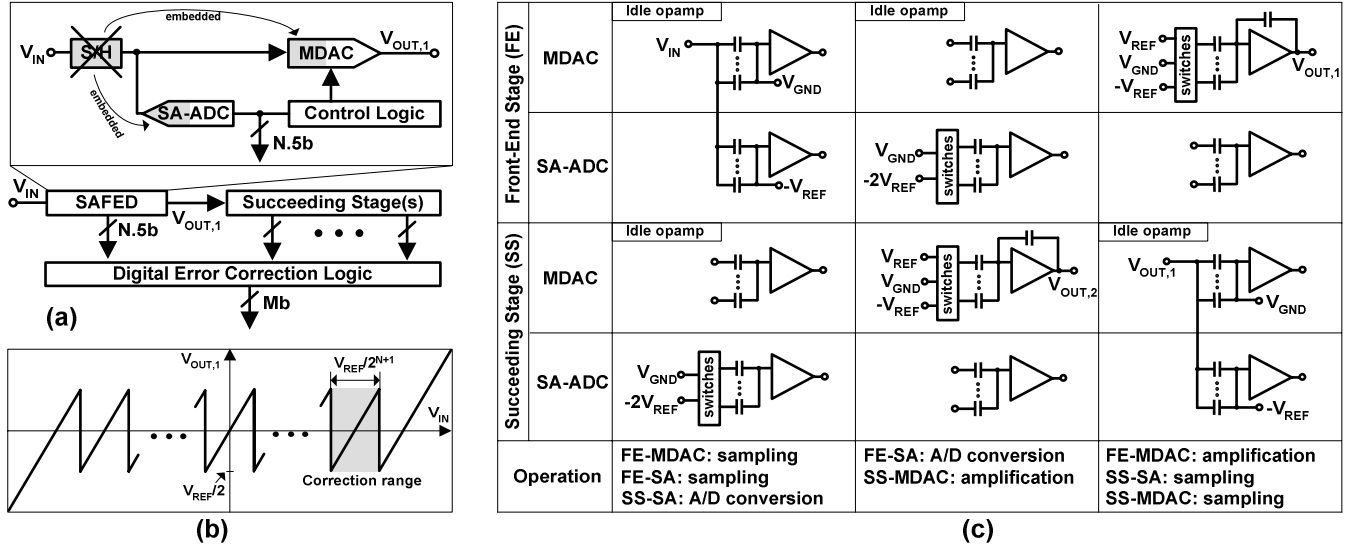 embedded
V_IN
S/H
MDAC
V_OUT,1
embedded
SA-ADC
Control Logic
N.5b
V_IN
SAFED
V_OUT,1
Succeeding Stage(s)
N.5b
Digital Error Correction Logic
Mb
(a)
V_OUT,1
V_REF/2^N+1
V_IN
V_REF/2
Correction range
(b)
Front-End Stage (FE)
MDAC
Idle opamp
V_IN
V_GND
Idle opamp
V_REF
V_GND
-V_REF
switches
V_OUT,1
SA-ADC
-V_REF
V_GND
-2V_REF
switches
Succeeding Stage (SS)
MDAC
Idle opamp
V_REF
V_GND
-V_REF
switches
V_OUT,2
Idle opamp
V_OUT,1
V_GND
SA-ADC
V_GND
-2V_REF
switches
-V_REF
Operation
FE-MDAC: sampling
FE-SA: sampling
SS-SA: A/D conversion
FE-SA: A/D conversion
SS-MDAC: amplification
FE-MDAC: amplification
SS-SA: sampling
SS-MDAC: sampling
(c)